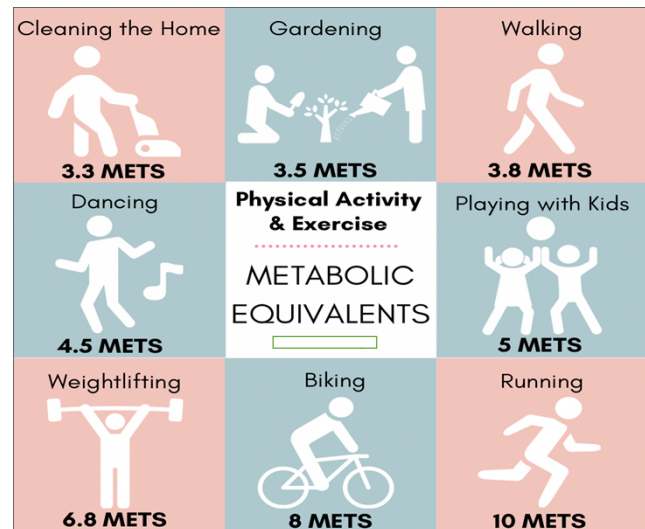 Cleaning the Home
3.3 METS
Gardening
3.5 METS
Walking
3.8 METS
Dancing
4.5 METS
Physical Activity
& Exercise
METABOLIC
EQUIVALENTS
Playing with Kids
5 METS
Weightlifting
6.8 METS
Biking
8 METS
Running
10 METS